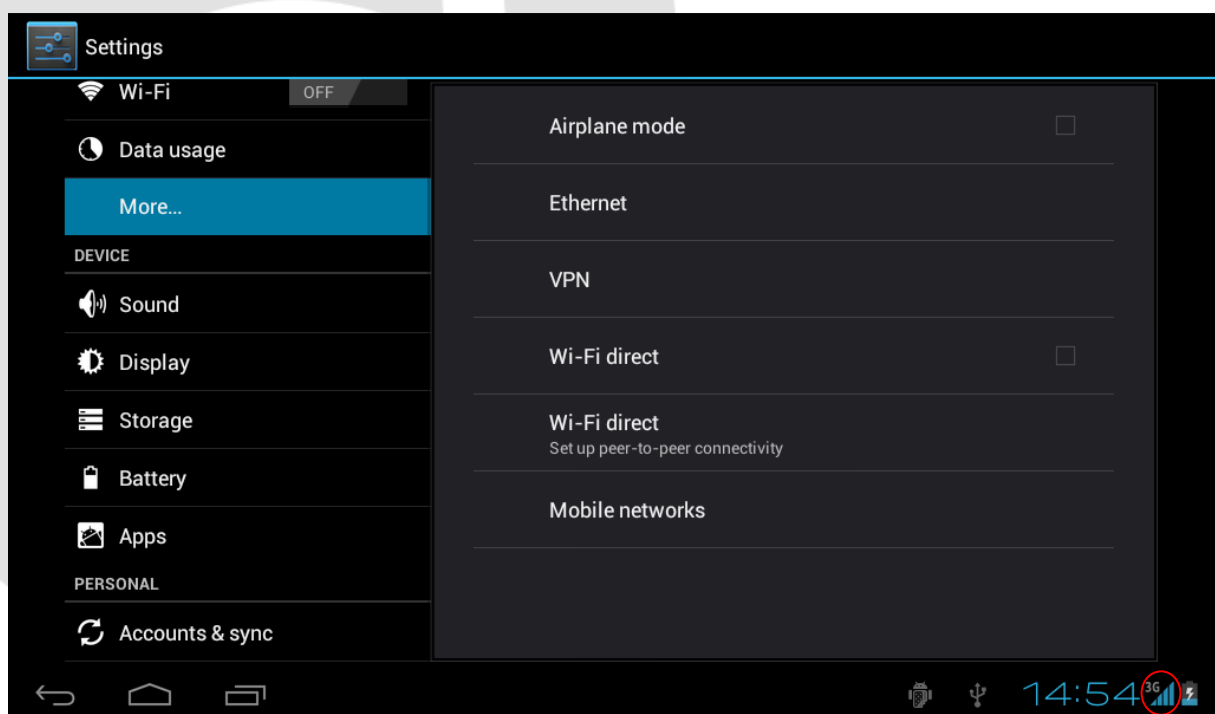 Settings
Wi-Fi OFF
Data usage
More...
DEVICE
Sound
Display
Storage
Battery
Apps
PERSONAL
Accounts & sync
Airplane mode
Ethernet
VPN
Wi-Fi direct
Wi-Fi direct
Set up peer-to-peer connectivity
Mobile networks
14:54 3G